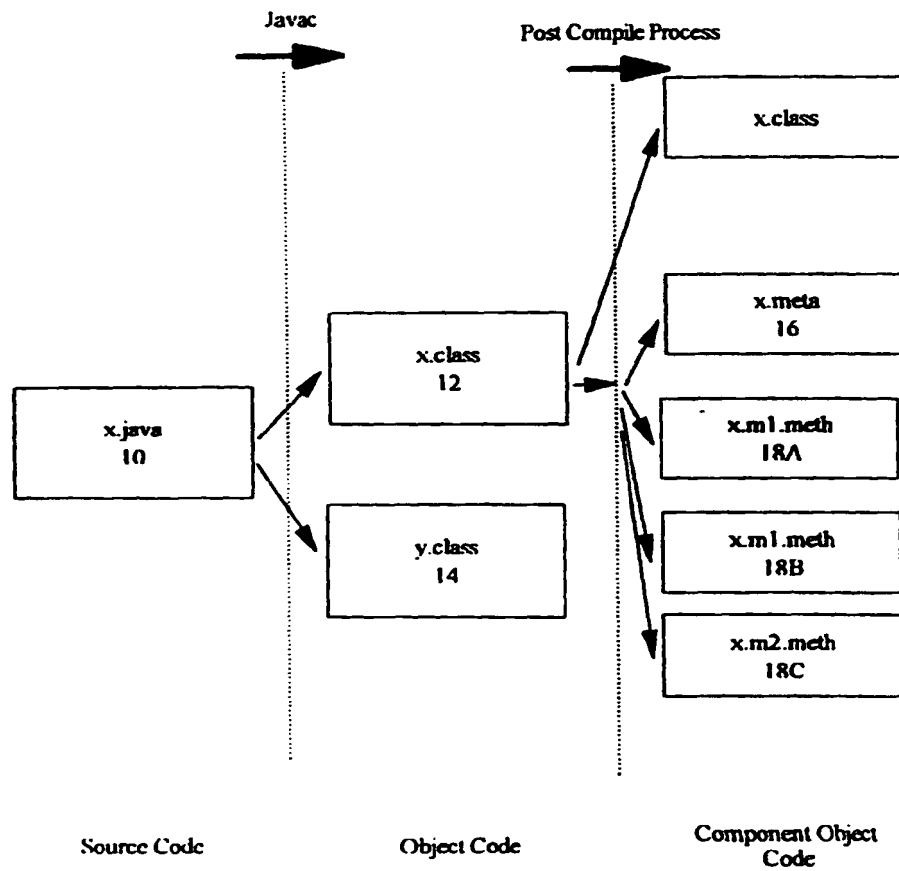 Javac
Post Compile Process
x.class
x.meta
16
x.class
12
x.java
10
x.m1.meth
18A
y.class
14
x.m1.meth
18B
x.m2.meth
18C
Source Code
Object Code
Component Object
Code